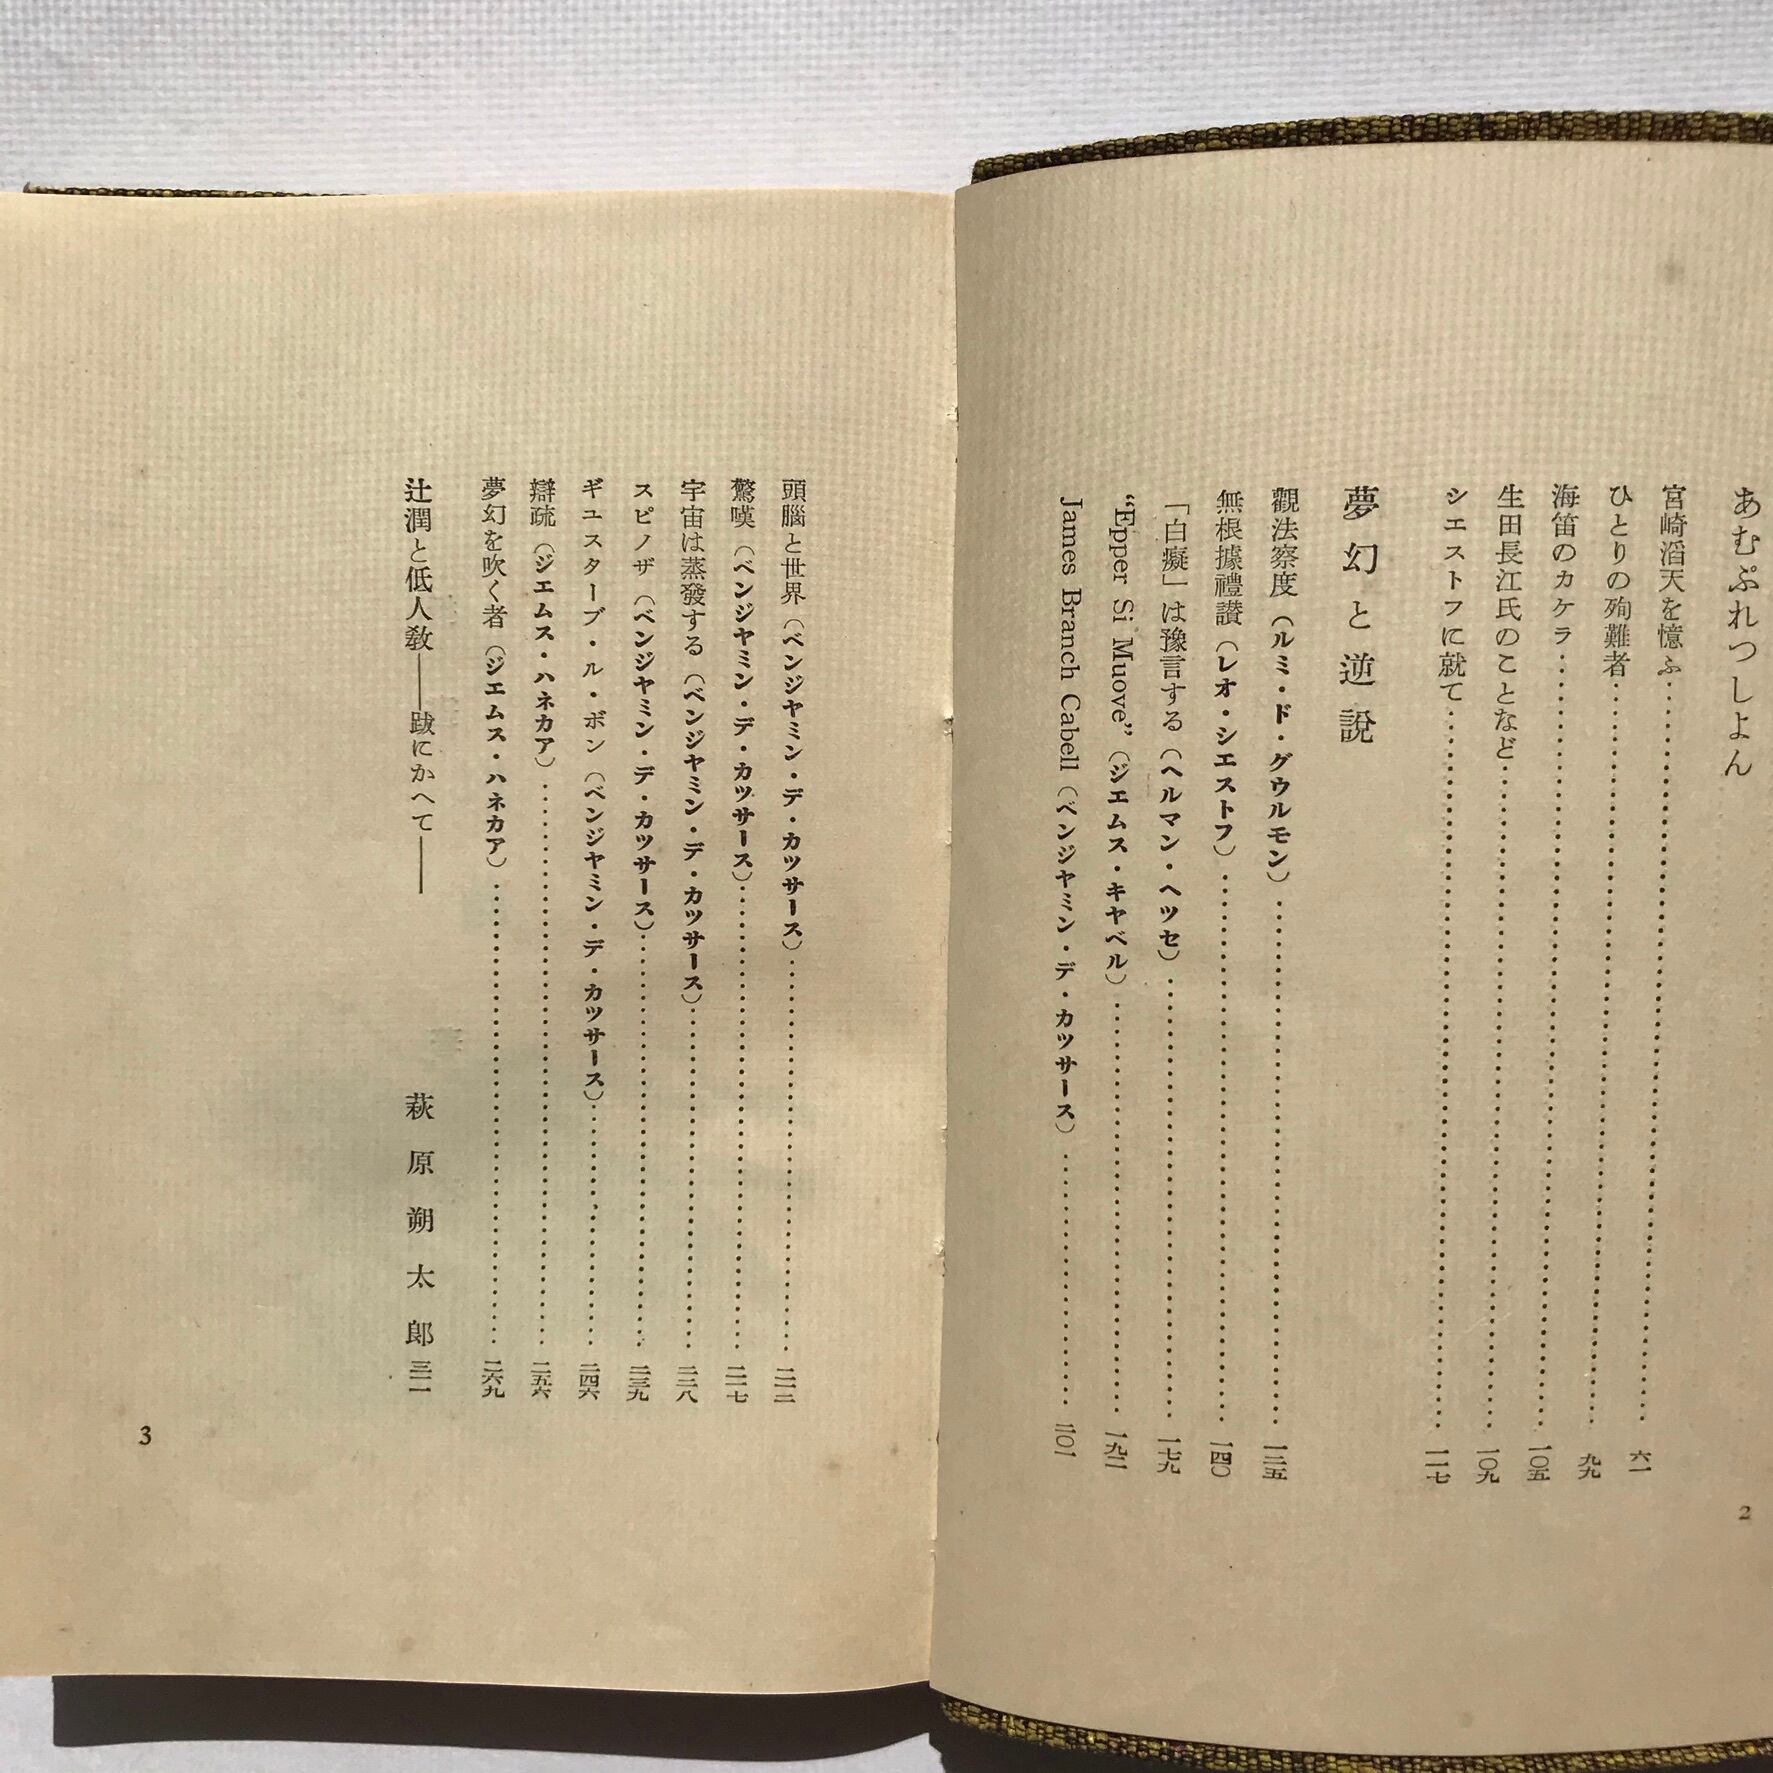 あむぷれつしよん
宮崎滔天を憶ふ……………………六一
ひとりの殉難者……………………九九
海笛のカケラ……………………一〇五
生田長江氏のことなど……………………一〇九
シエストフに就て……………………一一七
夢幻と逆說
觀法察度（ルミ・ド・グウルモン）……………………一三五
無根據禮讃（レオ・シエストフ）……………………一四〇
「白癡」は豫言する（ヘルマン・ヘツセ）……………………一七九
“Epper Si Muove”（ジエムス・キヤベル）……………………一九二
James Branch Cabell（ベンジヤミン・デ・カツサース）……………………二〇一
2
頭腦と世界（ベンジヤミン・デ・カツサース）……………………二一二
驚嘆（ベンジヤミン・デ・カツサース）……………………二一七
宇宙は蒸發する（ベンジヤミン・デ・カツサース）……………………二二八
スピノザ（ベンジヤミン・デ・カツサース）……………………二三九
ギユスターブ・ル・ボン（ベンジヤミン・デ・カツサース）……………………二四六
辯疏（ジエムス・ハネカア）……………………二五六
夢幻を吹く者（ジエムス・ハネカア）……………………二六九
辻潤と低人敎——跋にかへて——　萩原朔太郎　三一一
3